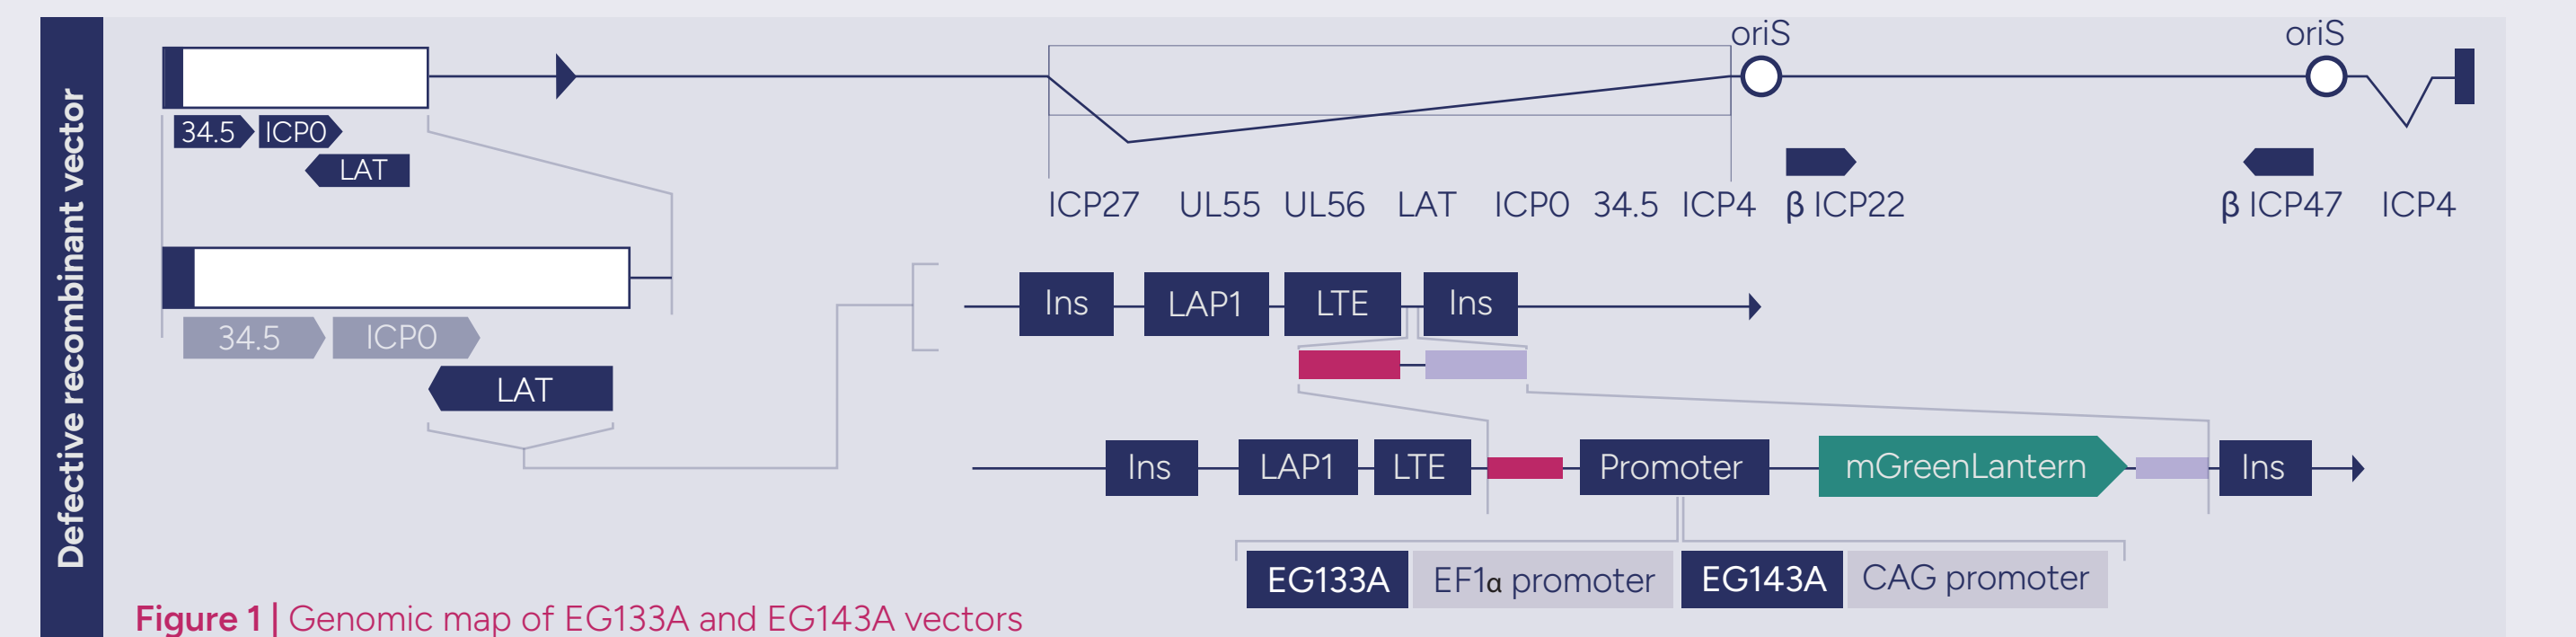 Defective recombinant vector
oriS oriS
34.5 ICP0
LAT
ICP27 UL55 UL56 LAT ICP0 34.5 ICP4 β ICP22 β ICP47 ICP4
Ins LAP1 LTE Ins
34.5 ICP0
LAT
Ins LAP1 LTE Promoter mGreenLantern Ins
EG133A EF1α promoter EG143A CAG promoter
Figure 1 | Genomic map of EG133A and EG143A vectors